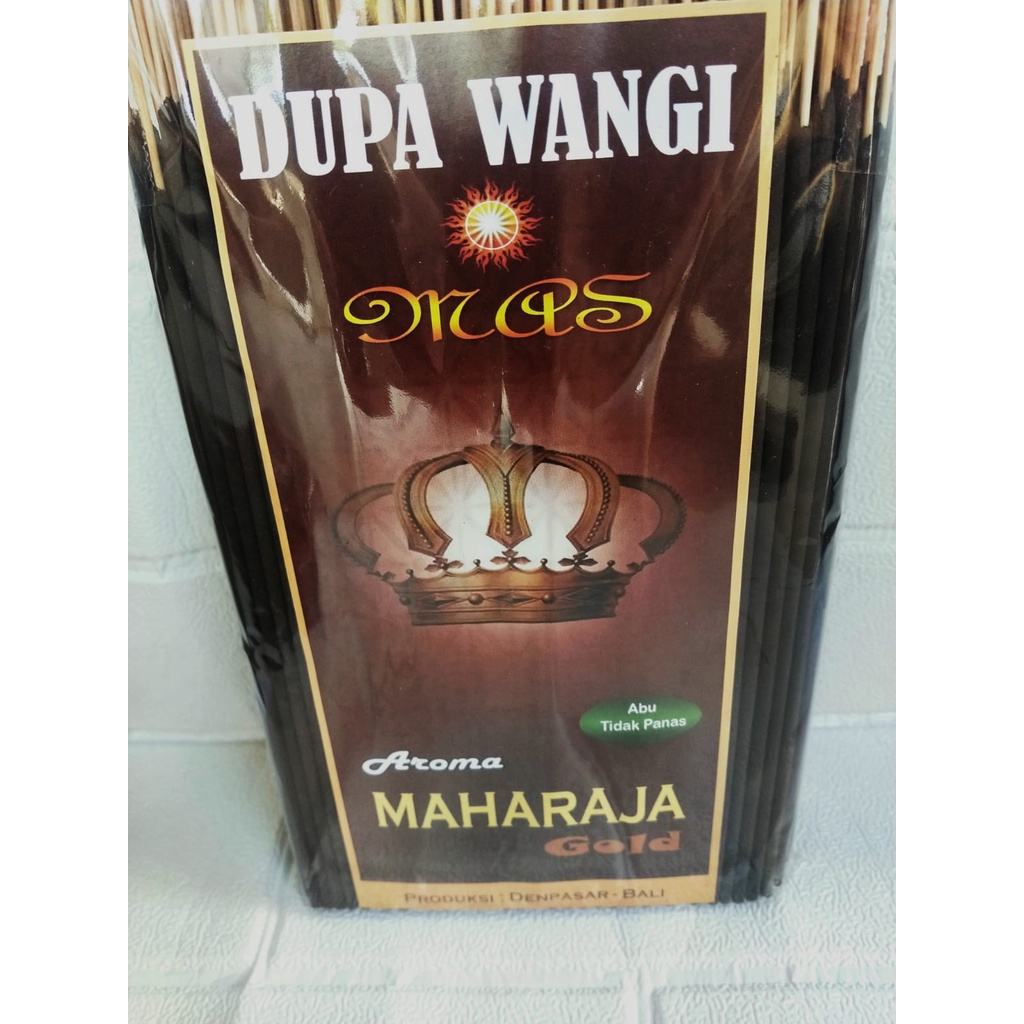 DUPA WANGI
MAS
Abu
Tidak Panas
Aroma
MAHARAJA
Gold
PRODUKSI : DENPASAR - BALI